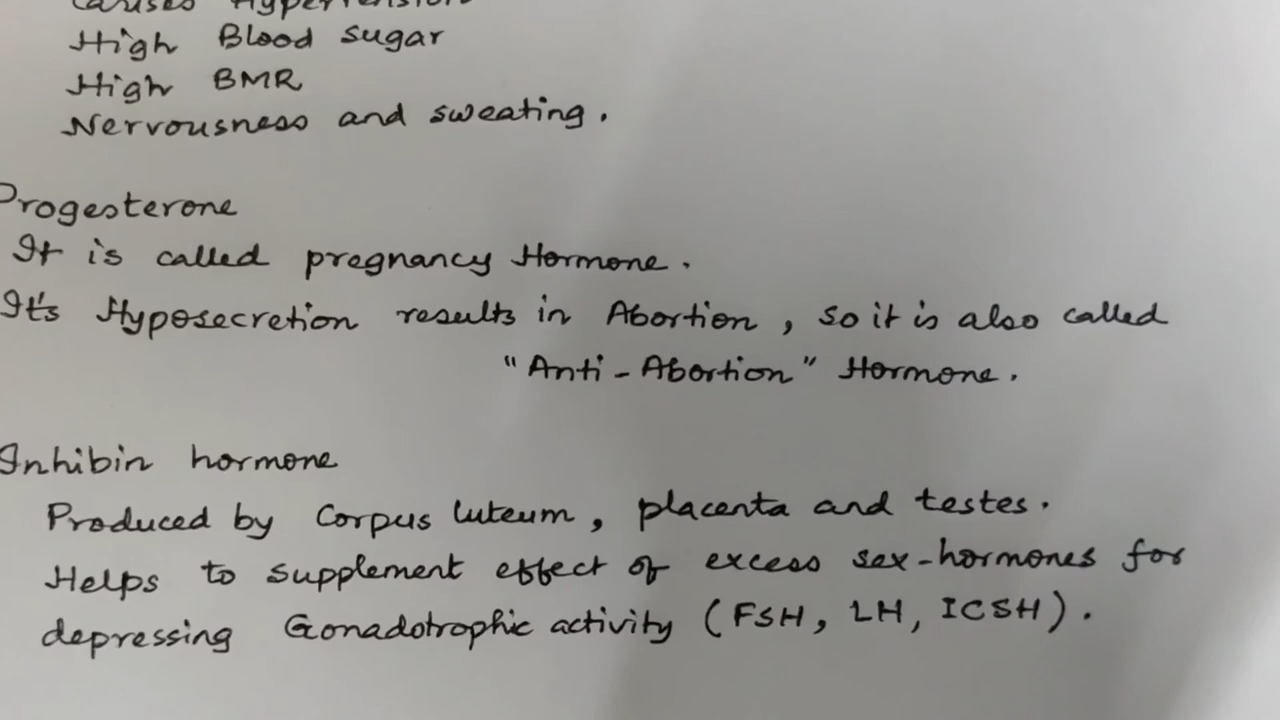 Causes Hypertension
High Blood sugar
High BMR
Nervousness and sweating.
Progesterone
It is called pregnancy Hormone.
It's Hyposecretion results in Abortion, so it is also called
"Anti-Abortion" Hormone.
Inhibin hormone
Produced by Corpus luteum, placenta and testes.
Helps to supplement effect of excess sex-hormones for
depressing Gonadotrophic activity (FSH, LH, ICSH).